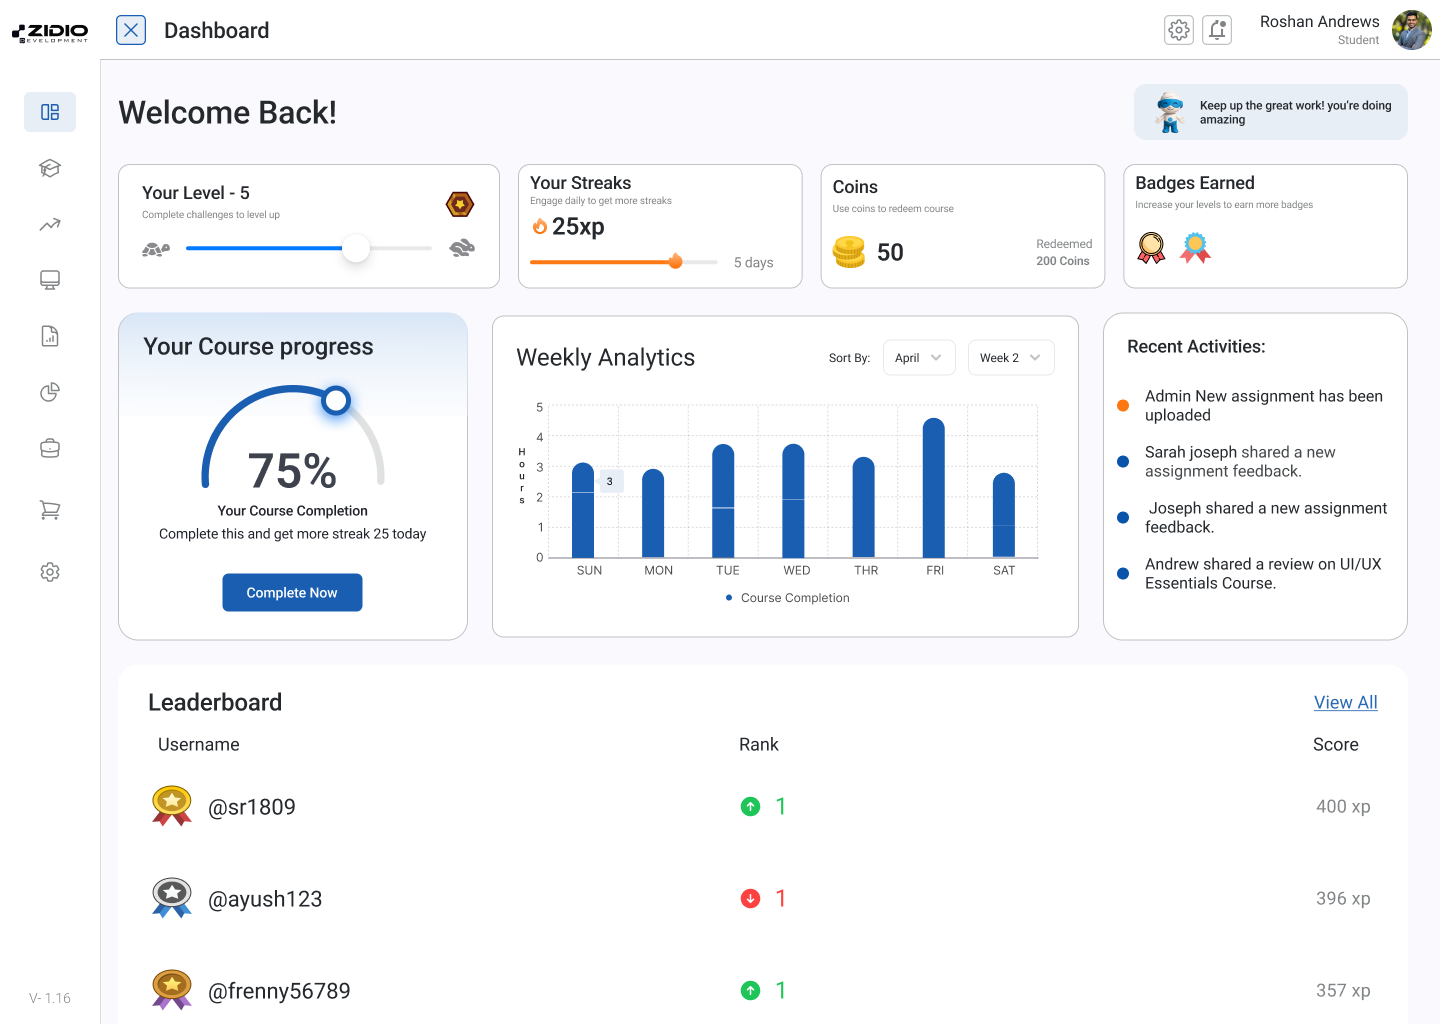 ZIDIO
DEVELOPMENT
Dashboard
Roshan Andrews
Student
Welcome Back!
Keep up the great work! you're doing
amazing
Your Level - 5
Complete challenges to level up
Your Streaks
Engage daily to get more streaks
25xp
5 days
Coins
Use coins to redeem course
50
Redeemed
200 Coins
Badges Earned
Increase your levels to earn more badges
Your Course progress
75%
Your Course Completion
Complete this and get more streak 25 today
Complete Now
Weekly Analytics
Sort By:
April
Week 2
Hours
5
4
3
2
1
0
3
SUN MON TUE WED THR FRI SAT
Course Completion
Recent Activities:
Admin New assignment has been
uploaded
Sarah joseph shared a new
assignment feedback.
Joseph shared a new assignment
feedback.
Andrew shared a review on UI/UX
Essentials Course.
Leaderboard
View All
Username Rank Score
@sr1809 1 400 xp
@ayush123 1 396 xp
@frenny56789 1 357 xp
V- 1.16